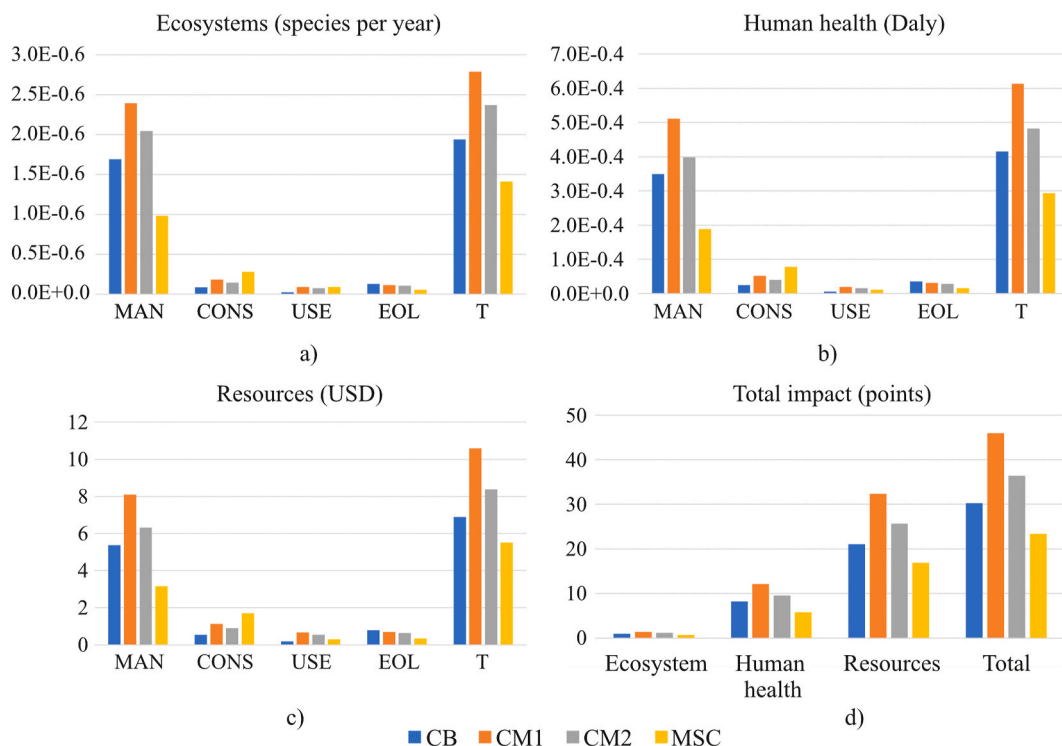 Ecosystems (species per year)
3.0E-0.6
2.5E-0.6
2.0E-0.6
1.5E-0.6
1.0E-0.6
0.5E-0.6
0.0E+0.0
MAN CONS USE EOL T
a)
Human health (Daly)
7.0E-0.4
6.0E-0.4
5.0E-0.4
4.0E-0.4
3.0E-0.4
2.0E-0.4
1.0E-0.4
0.0E+0.0
MAN CONS USE EOL T
b)
Resources (USD)
12
10
8
6
4
2
0
MAN CONS USE EOL T
c)
Total impact (points)
50
40
30
20
10
0
Ecosystem Human Resources Total
health
d)
CB CM1 CM2 MSC